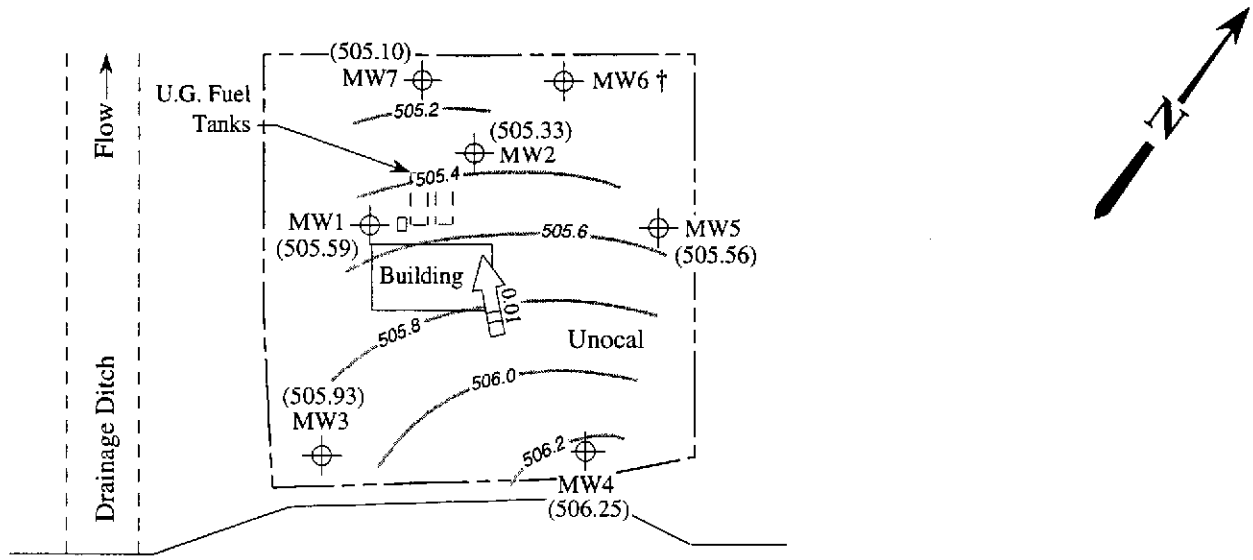 (505.10)
MW7
MW6 †
U.G. Fuel
Tanks
505.2
(505.33)
MW2
505.4
MW1
(505.59)
505.6
MW5
(505.56)
Building
0.01
505.8
Unocal
506.0
(505.93)
MW3
506.2
MW4
(506.25)
Flow
Drainage Ditch
N